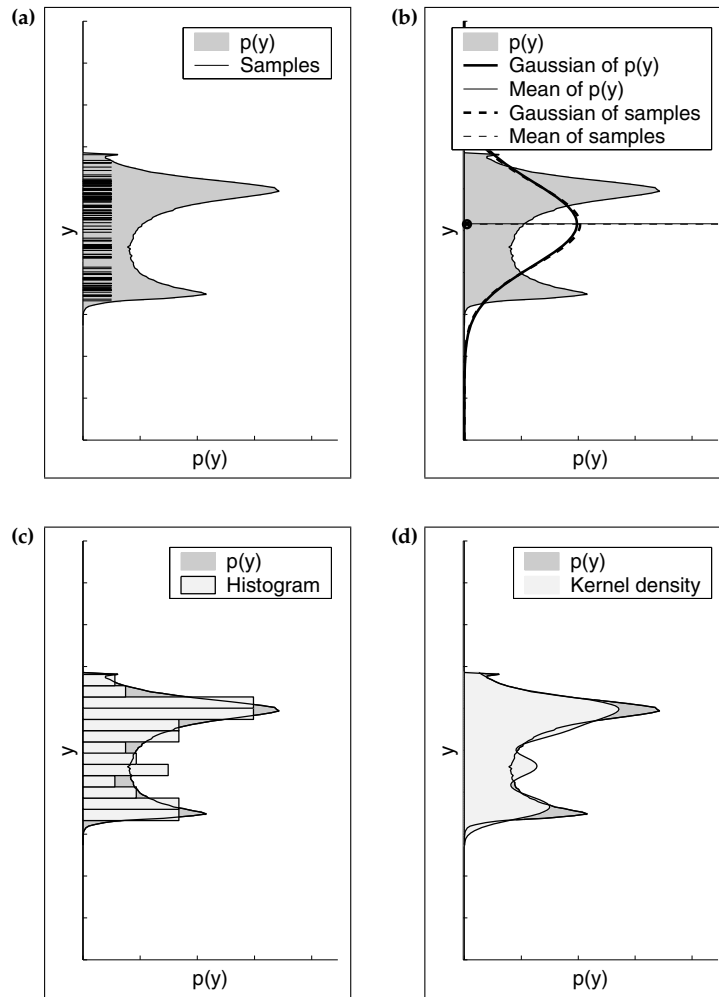 (a)
p(y)
Samples
y
p(y)
(b)
p(y)
Gaussian of p(y)
Mean of p(y)
Gaussian of samples
Mean of samples
y
p(y)
(c)
p(y)
Histogram
y
p(y)
(d)
p(y)
Kernel density
y
p(y)